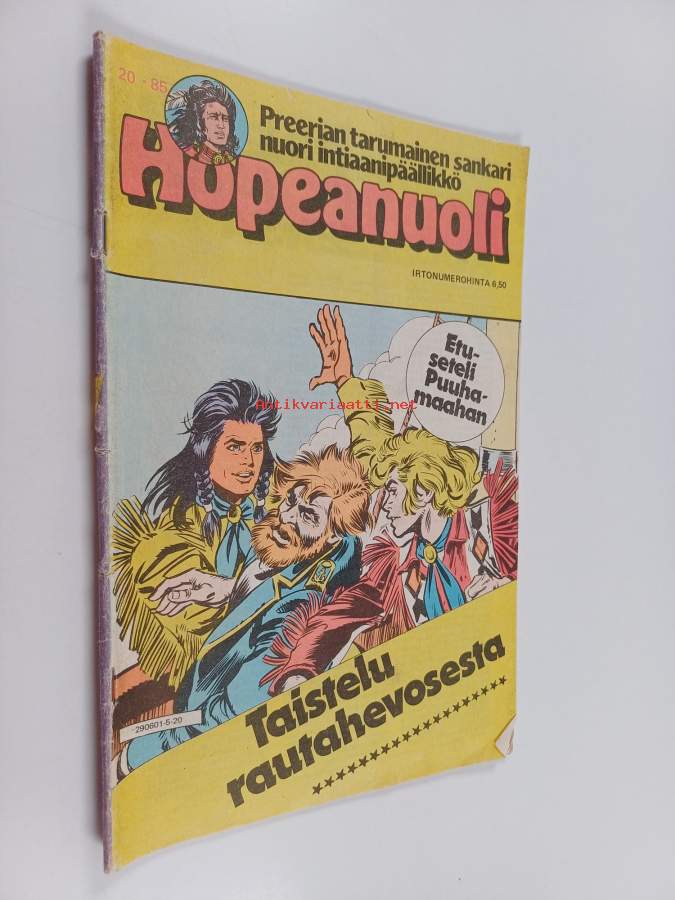 20 - 85
Preerian tarumainen sankari
nuori intiaanipäällikkö
Hopeanuoli
IRTONUMEROHINTA 6,50
Etu-
seteli
Puuha-
maahan
Antikvariaatti.net
Taistelu
rautahevosesta
290601-5-20